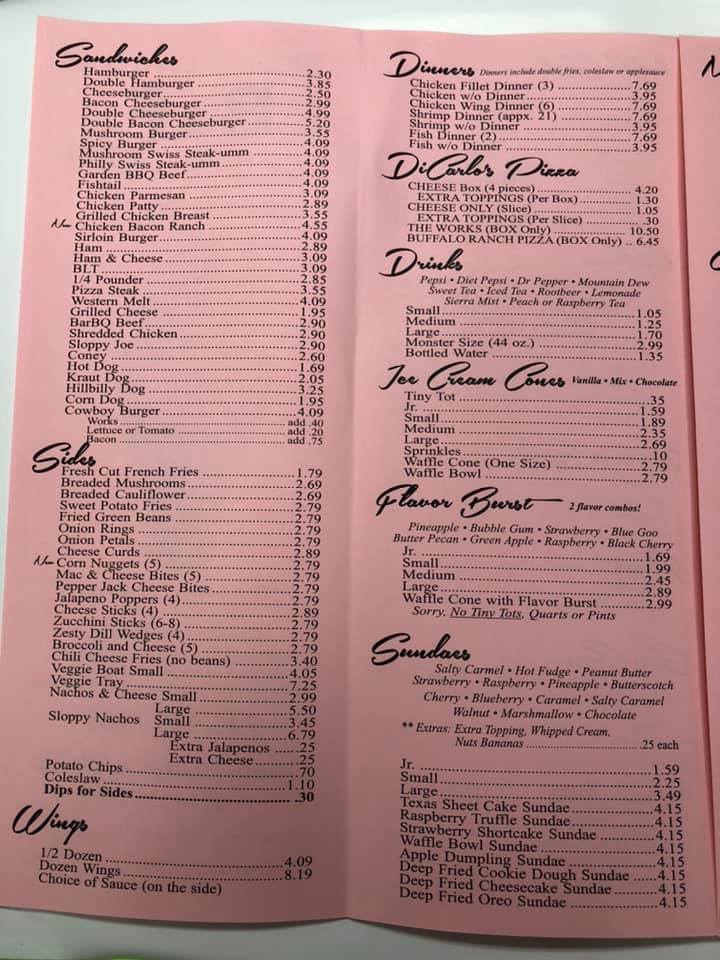 Sandwiches
Hamburger 2.30
Double Hamburger 3.85
Cheeseburger 2.50
Bacon Cheeseburger 2.99
Double Cheeseburger 4.99
Double Bacon Cheeseburger 5.20
Mushroom Burger 3.55
Spicy Burger 4.09
Mushroom Swiss Steak-umm 4.09
Philly Swiss Steak-umm 4.09
Garden BBQ Beef 4.09
Fishtail 4.09
Chicken Parmesan 3.09
Chicken Patty 2.89
Grilled Chicken Breast 3.55
New Chicken Bacon Ranch 4.55
Sirloin Burger 4.09
Ham 2.89
Ham & Cheese 3.09
BLT 3.09
1/4 Pounder 2.85
Pizza Steak 3.55
Western Melt 4.09
Grilled Cheese 1.95
BarBQ Beef 2.90
Shredded Chicken 2.90
Sloppy Joe 2.90
Coney 2.60
Hot Dog 1.69
Kraut Dog 2.05
Hillbilly Dog 3.25
Corn Dog 1.95
Cowboy Burger 4.09
Works add .40
Lettuce or Tomato add .20
Bacon add .75
Sides
Fresh Cut French Fries 1.79
Breaded Mushrooms 2.69
Breaded Cauliflower 2.69
Sweet Potato Fries 2.79
Fried Green Beans 2.79
Onion Rings 2.79
Onion Petals 2.79
Cheese Curds 2.89
New Corn Nuggets (5) 2.79
Mac & Cheese Bites (5) 2.79
Pepper Jack Cheese Bites 2.79
Jalapeno Poppers (4) 2.79
Cheese Sticks (4) 2.89
Zucchini Sticks (6-8) 2.79
Zesty Dill Wedges (4) 2.79
Broccoli and Cheese (5) 2.79
Chili Cheese Fries (no beans) 3.40
Veggie Boat Small 4.05
Veggie Tray 7.25
Nachos & Cheese Small 2.99
Large 5.50
Sloppy Nachos Small 3.45
Large 6.79
Extra Jalapenos .25
Extra Cheese .25
Potato Chips .70
Coleslaw 1.10
Dips for Sides .30
Wings
1/2 Dozen 4.09
Dozen Wings 8.19
Choice of Sauce (on the side)
Dinners Dinners include double fries, coleslaw or applesauce
Chicken Fillet Dinner (3) 7.69
Chicken w/o Dinner 3.95
Chicken Wing Dinner (6) 7.69
Shrimp Dinner (appx. 21) 7.69
Shrimp w/o Dinner 3.95
Fish Dinner (2) 7.69
Fish w/o Dinner 3.95
DiCarlo's Pizza
CHEESE Box (4 pieces) 4.20
EXTRA TOPPINGS (Per Box) 1.30
CHEESE ONLY (Slice) 1.05
EXTRA TOPPINGS (Per Slice) .30
THE WORKS (BOX Only) 10.50
BUFFALO RANCH PIZZA (BOX Only) 6.45
Drinks
Pepsi • Diet Pepsi • Dr Pepper • Mountain Dew
Sweet Tea • Iced Tea • Rootbeer • Lemonade
Sierra Mist • Peach or Raspberry Tea
Small 1.05
Medium 1.25
Large 1.70
Monster Size (44 oz.) 2.99
Bottled Water 1.35
Ice Cream Cones Vanilla • Mix • Chocolate
Tiny Tot .35
Jr. 1.59
Small 1.89
Medium 2.35
Large 2.69
Sprinkles .10
Waffle Cone (One Size) 2.79
Waffle Bowl 2.79
Flavor Burst 2 flavor combos!
Pineapple • Bubble Gum • Strawberry • Blue Goo
Butter Pecan • Green Apple • Raspberry • Black Cherry
Jr. 1.69
Small 1.99
Medium 2.45
Large 2.89
Waffle Cone with Flavor Burst 2.99
Sorry, No Tiny Tots, Quarts or Pints
Sundaes
Salty Carmel • Hot Fudge • Peanut Butter
Strawberry • Raspberry • Pineapple • Butterscotch
Cherry • Blueberry • Caramel • Salty Caramel
Walnut • Marshmallow • Chocolate
** Extras: Extra Topping, Whipped Cream,
Nuts Bananas .25 each
Jr. 1.59
Small 2.25
Large 3.49
Texas Sheet Cake Sundae 4.15
Raspberry Truffle Sundae 4.15
Strawberry Shortcake Sundae 4.15
Waffle Bowl Sundae 4.15
Apple Dumpling Sundae 4.15
Deep Fried Cookie Dough Sundae 4.15
Deep Fried Cheesecake Sundae 4.15
Deep Fried Oreo Sundae 4.15